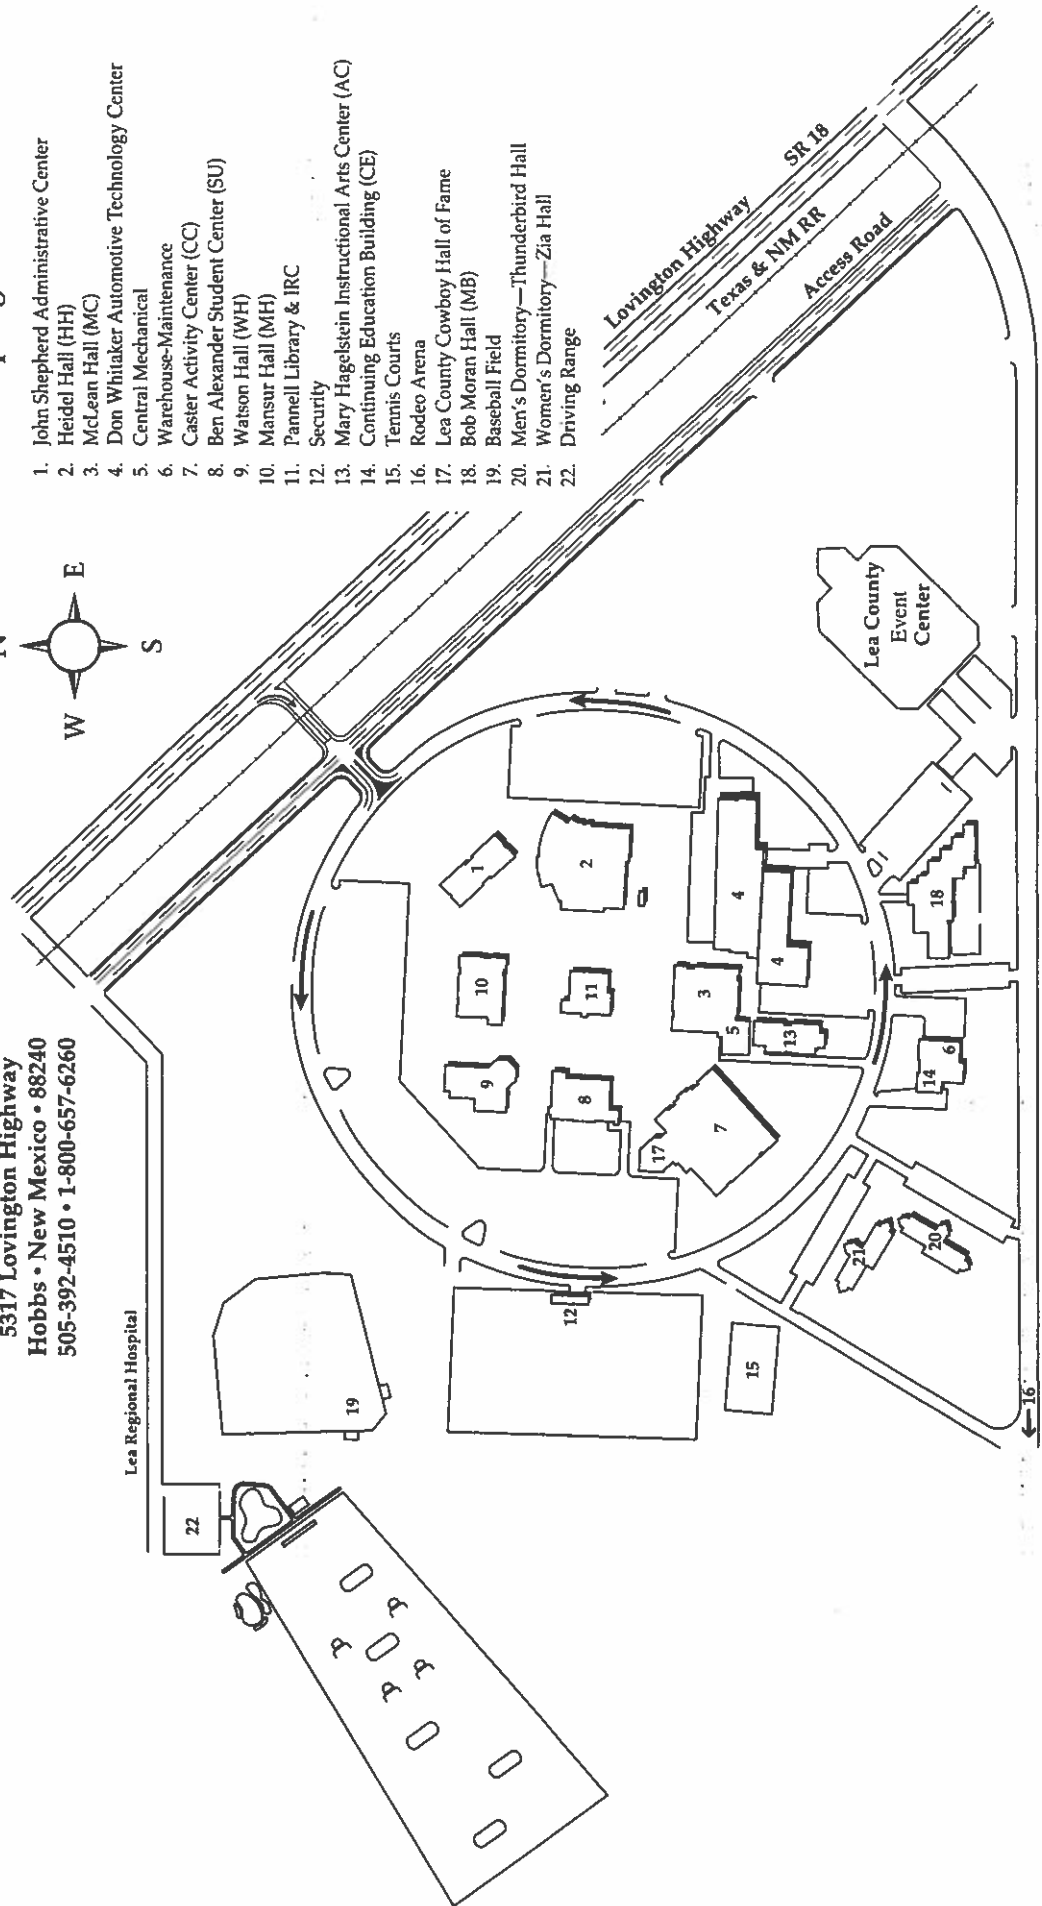 5317 Lovington Highway
Hobbs • New Mexico • 88240
505-392-4510 • 1-800-657-6260
N
W
E
S
1. John Shepherd Administrative Center
2. Heidel Hall (HH)
3. McLean Hall (MC)
4. Don Whitaker Automotive Technology Center
5. Central Mechanical
6. Warehouse-Maintenance
7. Caster Activity Center (CC)
8. Ben Alexander Student Center (SU)
9. Watson Hall (WH)
10. Mansur Hall (MH)
11. Pannell Library & IRC
12. Security
13. Mary Hagelstein Instructional Arts Center (AC)
14. Continuing Education Building (CE)
15. Tennis Courts
16. Rodeo Arena
17. Lea County Cowboy Hall of Fame
18. Bob Moran Hall (MB)
19. Baseball Field
20. Men's Dormitory—Thunderbird Hall
21. Women's Dormitory—Zia Hall
22. Driving Range
Lea Regional Hospital
Lovington Highway
SR 18
Texas & NM RR
Access Road
22
19
12
15
9
10
1
8
11
2
17
7
5
3
4
13
4
21
20
14
6
18
Lea County
Event
Center
16